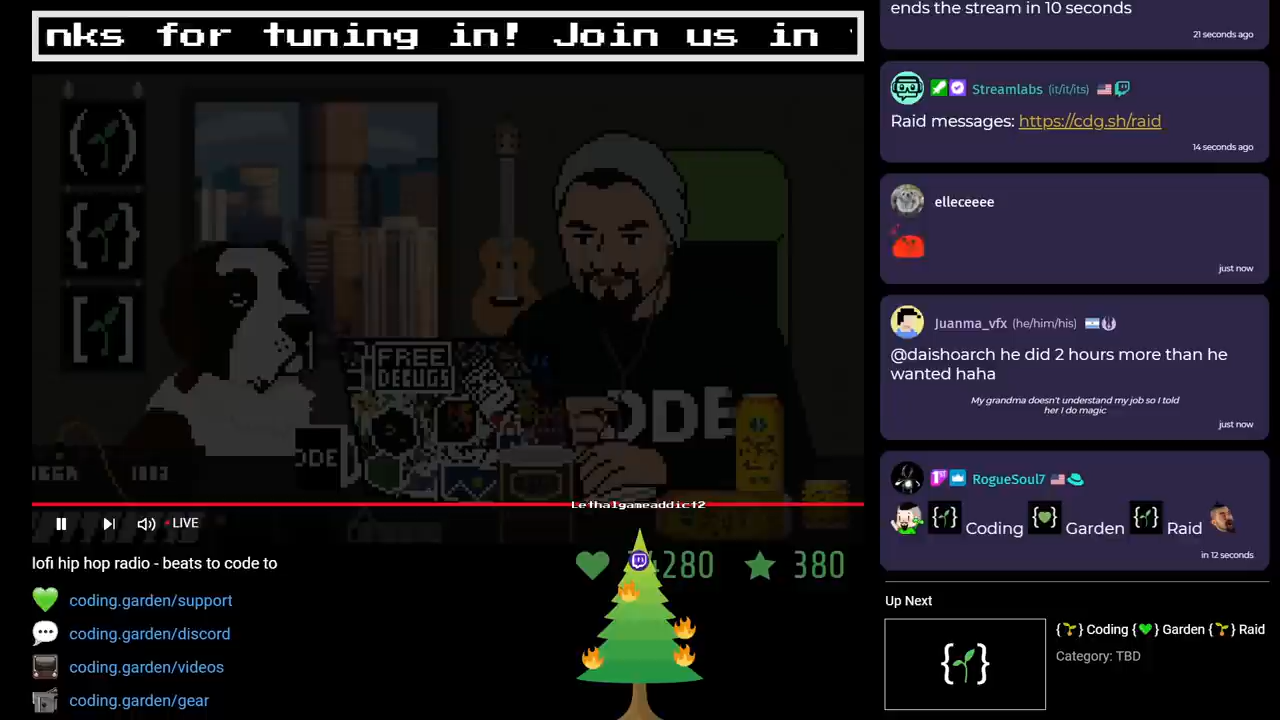 nks for tuning in! Join us in
ends the stream in 10 seconds
21 seconds ago
Streamlabs (it/it/its)
Raid messages: https://cdg.sh/raid
14 seconds ago
elleceeee
just now
Juanma_vfx (he/him/his)
@daishoarch he did 2 hours more than he
wanted haha
My grandma doesn't understand my job so I told
her I do magic
just now
RogueSoul7
{ } Coding { } Garden { } Raid
in 12 seconds
( )
{ }
[ ]
FREE
DEBUGS
ODE
ODE
1003
Lethalgameaddict2
LIVE
lofi hip hop radio - beats to code to
280
380
coding.garden/support
coding.garden/discord
coding.garden/videos
coding.garden/gear
Up Next
{ }
{🌱} Coding {💚} Garden {🌱} Raid
Category: TBD